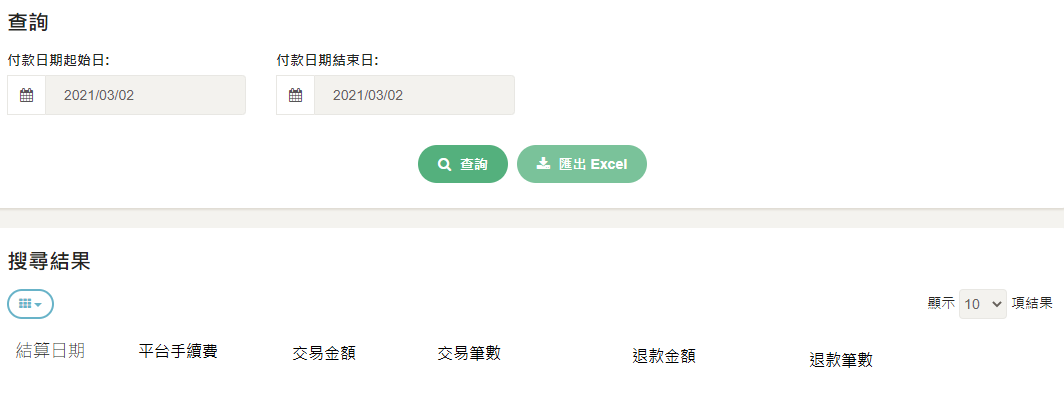 查詢
付款日期起始日: 付款日期結束日:
2021/03/02 2021/03/02
查詢 匯出 Excel
搜尋結果
顯示 10 項結果
結算日期 平台手續費 交易金額 交易筆數 退款金額 退款筆數